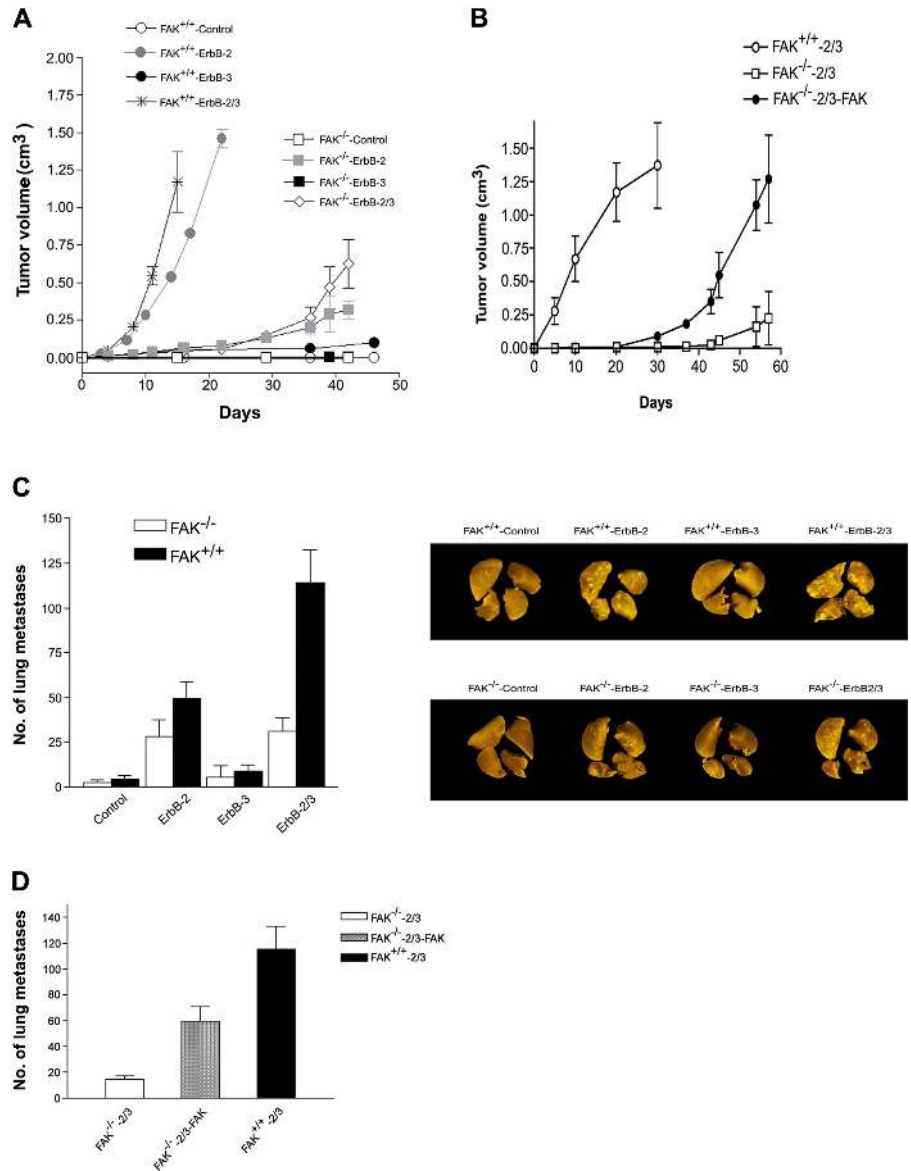 A
FAK+/+-Control
FAK+/+-ErbB-2
FAK+/+-ErbB-3
FAK+/+-ErbB-2/3
FAK-/--Control
FAK-/--ErbB-2
FAK-/--ErbB-3
FAK-/--ErbB-2/3
Tumor volume (cm3)
2.00
1.75
1.50
1.25
1.00
0.75
0.50
0.25
0.00
0 10 20 30 40 50
Days
B
FAK+/+-2/3
FAK-/--2/3
FAK-/--2/3-FAK
Tumor volume (cm3)
1.50
1.25
1.00
0.75
0.50
0.25
0.00
0 10 20 30 40 50 60
Days
C
FAK-/-
FAK+/+
No. of lung metastases
150
125
100
75
50
25
0
Control ErbB-2 ErbB-3 ErbB-2/3
FAK+/+-Control FAK+/+-ErbB-2 FAK+/+-ErbB-3 FAK+/+-ErbB-2/3
FAK-/--Control FAK-/--ErbB-2 FAK-/--ErbB-3 FAK-/--ErbB2/3
D
No. of lung metastases
140
120
100
80
60
40
20
0
FAK-/--2/3 FAK-/--2/3-FAK FAK+/+-2/3
FAK-/--2/3
FAK-/--2/3-FAK
FAK+/+-2/3